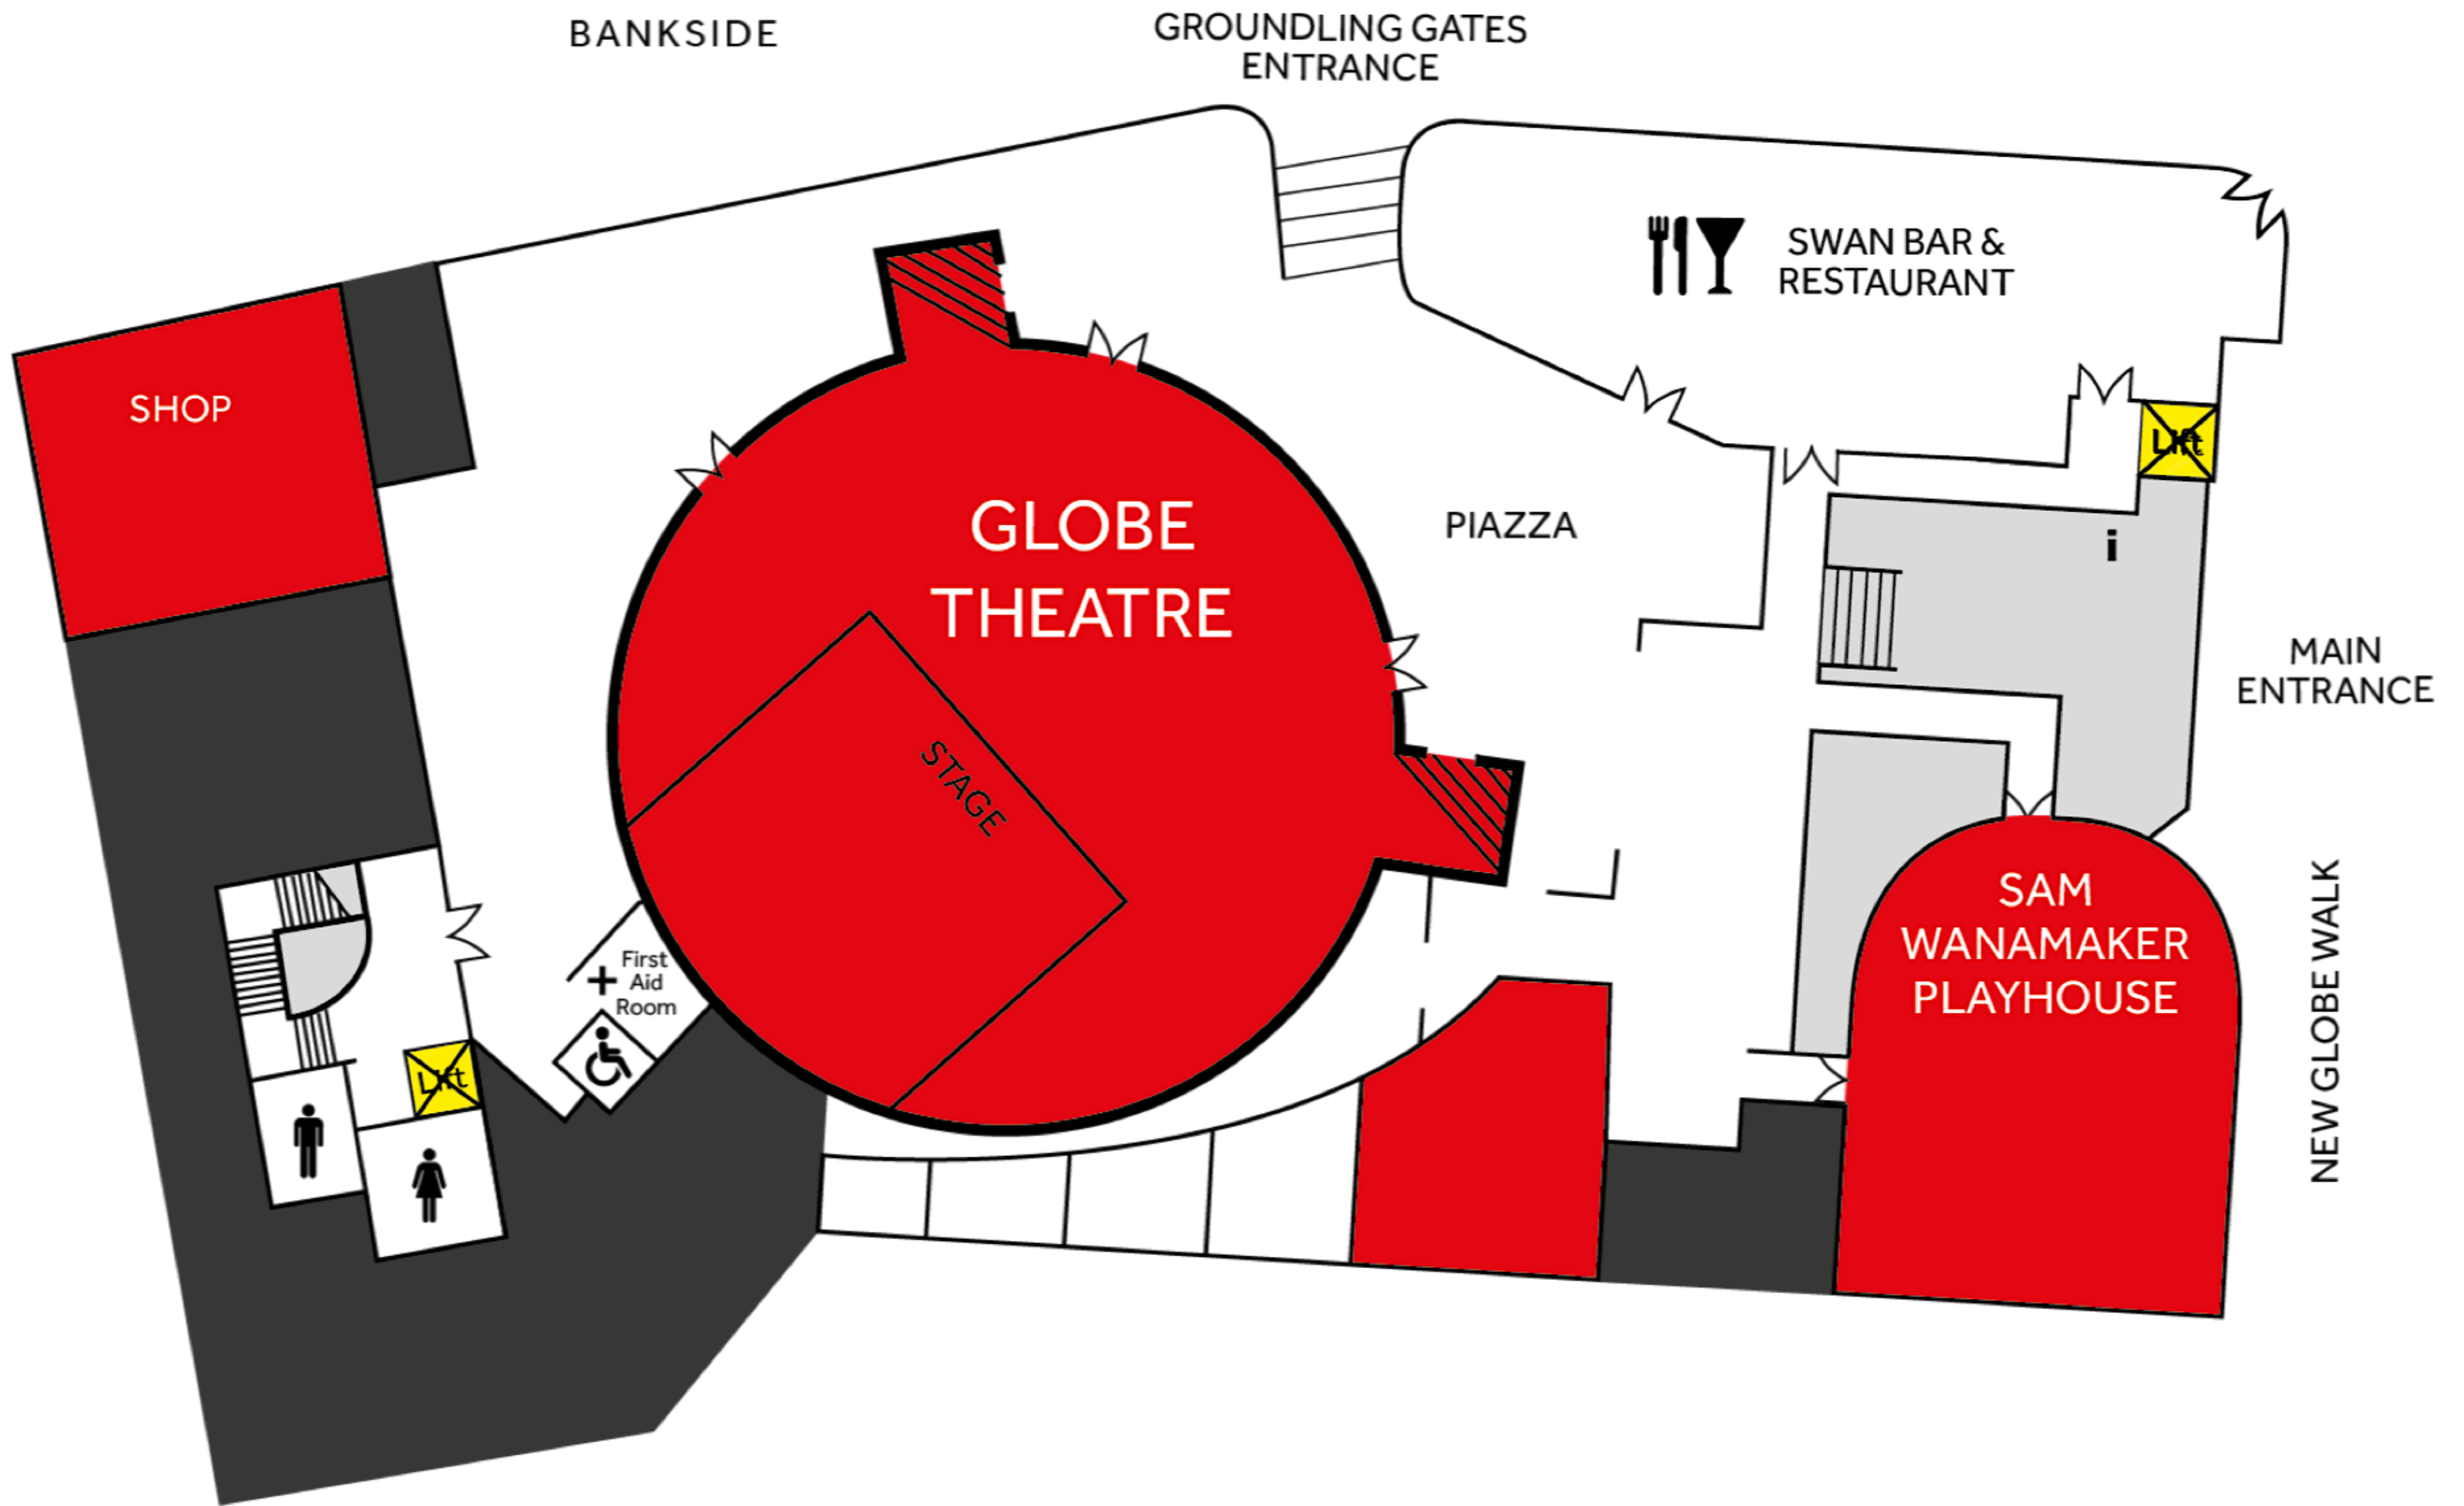 BANKSIDE
GROUNDLING GATES
ENTRANCE
SWAN BAR &
RESTAURANT
SHOP
Lift
GLOBE
THEATRE
PIAZZA
i
MAIN
ENTRANCE
STAGE
SAM
WANAMAKER
PLAYHOUSE
NEW GLOBE WALK
First
Aid
Room
Lift